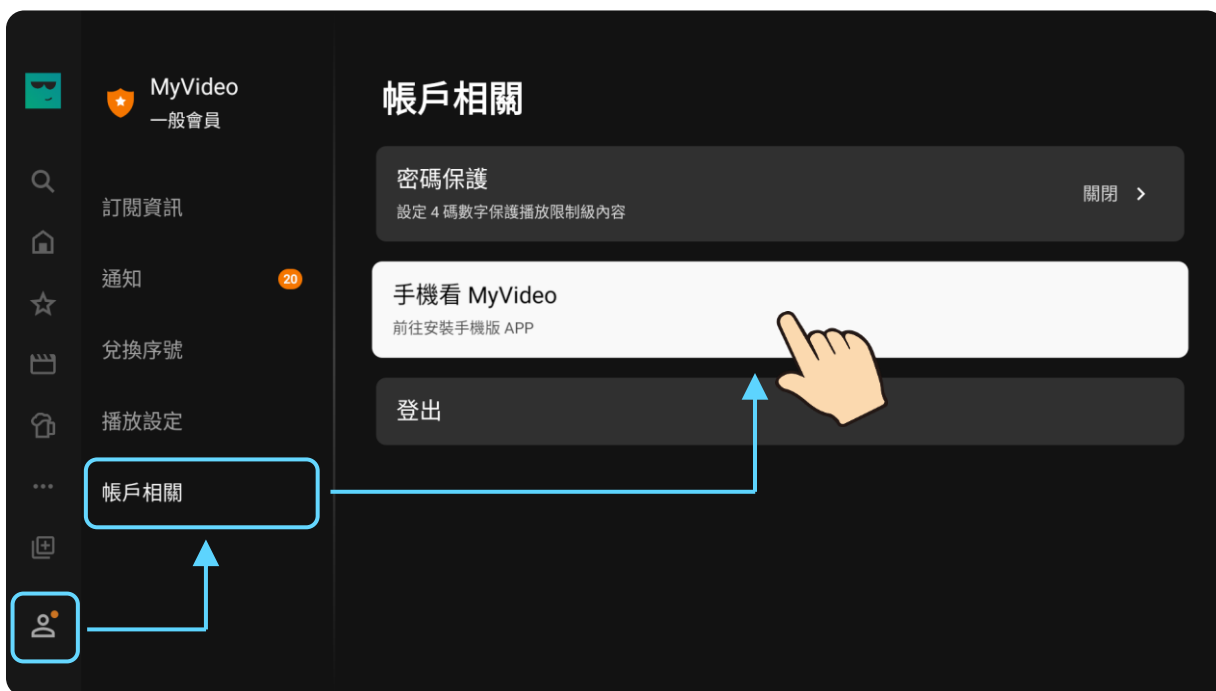 MyVideo
一般會員
訂閱資訊
通知
20
兌換序號
播放設定
帳戶相關
帳戶相關
密碼保護
設定 4 碼數字保護播放限制級內容
關閉
手機看 MyVideo
前往安裝手機版 APP
登出